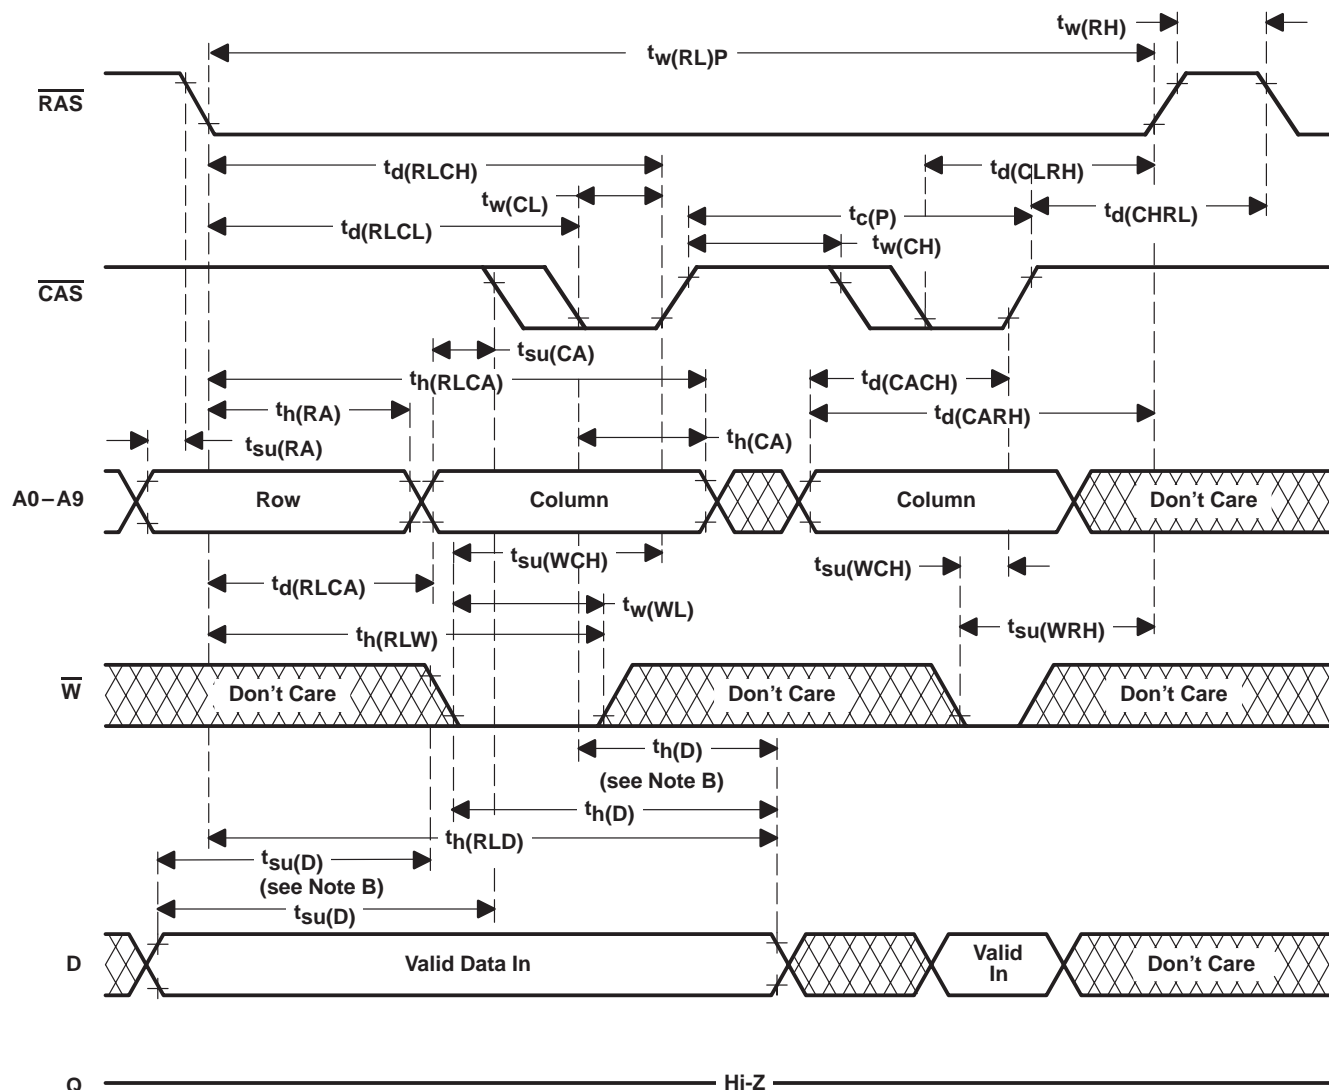 tw(RH)
tw(RL)P
RAS
td(RLCH)
td(CLRH)
tw(CL)
tc(P)
td(CHRL)
td(RLCL)
tw(CH)
CAS
tsu(CA)
th(RLCA)
td(CACH)
th(RA)
td(CARH)
tsu(RA)
th(CA)
A0–A9
Row
Column
Column
Don't Care
tsu(WCH)
tsu(WCH)
td(RLCA)
tw(WL)
th(RLW)
tsu(WRH)
W
Don't Care
Don't Care
Don't Care
th(D)
(see Note B)
th(D)
th(RLD)
tsu(D)
(see Note B)
tsu(D)
D
Valid Data In
Valid
In
Don't Care
Q
Hi-Z